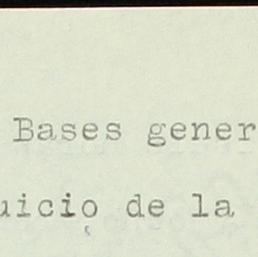 Bases gener
uicio de la